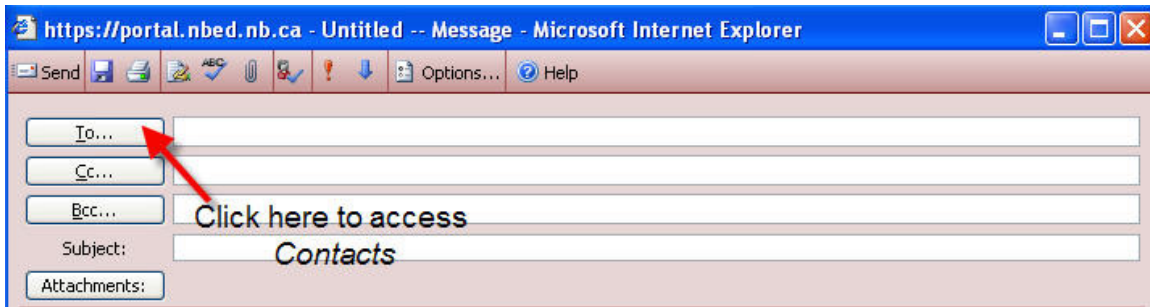 https://portal.nbed.nb.ca - Untitled -- Message - Microsoft Internet Explorer
Send ABC Options... Help
To...
Cc...
Bcc...
Click here to access
Subject:
Contacts
Attachments: